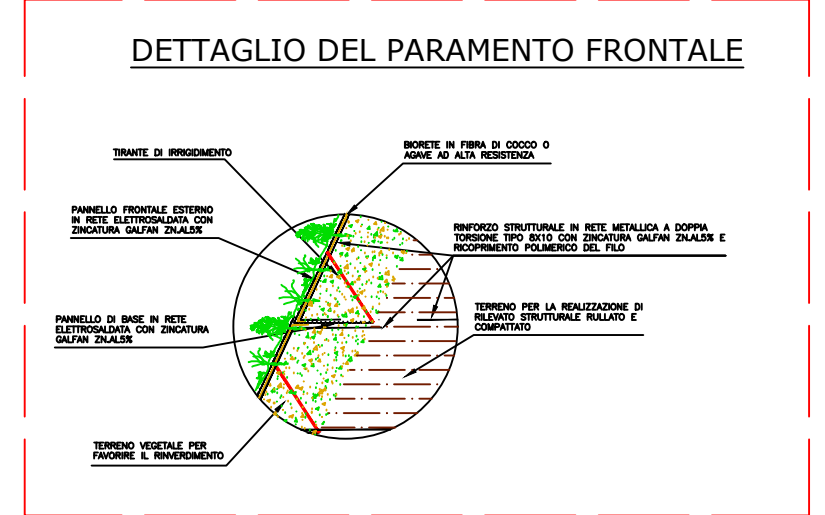 DETTAGLIO DEL PARAMENTO FRONTALE
TIRANTE DI IRRIGIDIMENTO
BIORETE IN FIBRA DI COCCO O
AGAVE AD ALTA RESISTENZA
PANNELLO FRONTALE ESTERNO
IN RETE ELETTROSALDATA CON
ZINCATURA GALFAN ZN.AL5%
RINFORZO STRUTTURALE IN RETE METALLICA A DOPPIA
TORSIONE TIPO 8X10 CON ZINCATURA GALFAN ZN.AL5% E
RICOPRIMENTO POLIMERICO DEL FILO
PANNELLO DI BASE IN RETE
ELETTROSALDATA CON ZINCATURA
GALFAN ZN.AL5%
TERRENO PER LA REALIZZAZIONE DI
RILEVATO STRUTTURALE RULLATO E
COMPATTATO
TERRENO VEGETALE PER
FAVORIRE IL RINVERDIMENTO